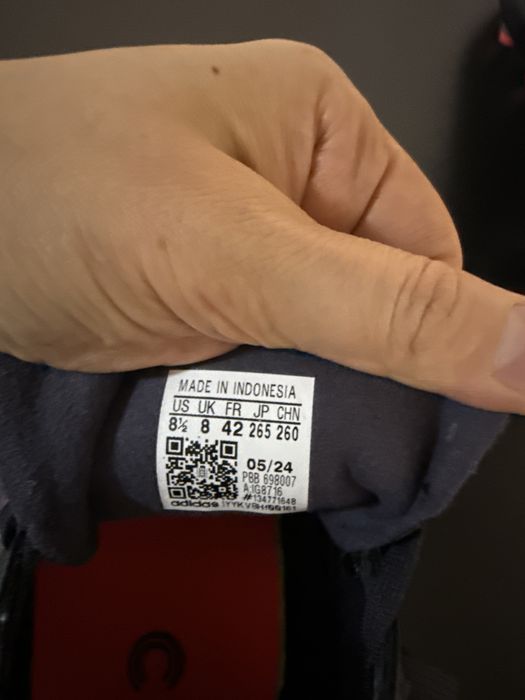 MADE IN INDONESIA
US UK FR JP CHN
8½ 8 42 265 260
05/24
PBB 698007
#134771648
adidas